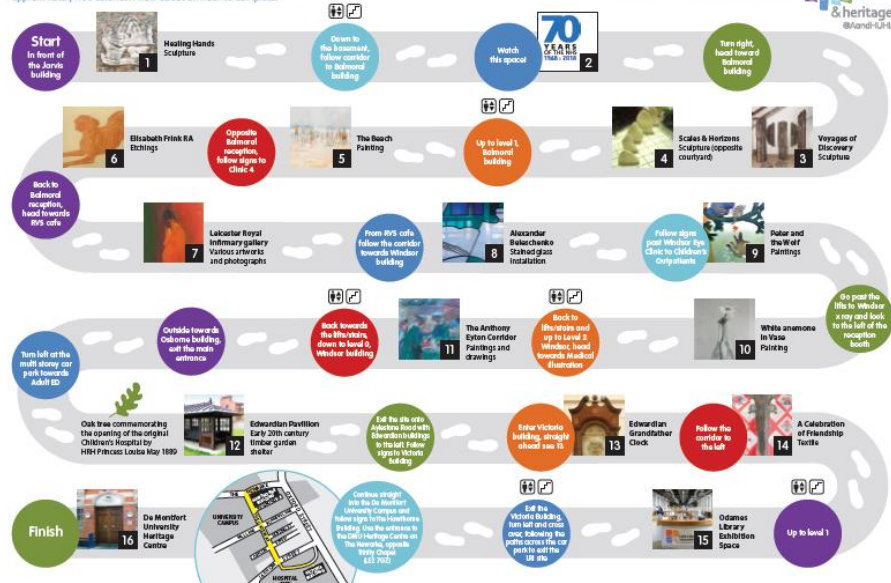 & heritage
@AandHUHL
Start
In front of
the Jarvis
building
1
Healing Hands
Sculpture
Down to
the basement,
follow corridor
to Balmoral
building
Watch
this space!
70
YEARS
OF THE NHS
1948 - 2018
2
Turn right,
head toward
Balmoral
building
6
Elisabeth Frink RA
Etchings
Opposite
Balmoral
reception,
follow signs to
Clinic 4
5
The Beach
Painting
Up to level 1,
Balmoral
building
4
Scales & Horizons
Sculpture (opposite
courtyard)
3
Voyages of
Discovery
Sculpture
Back to
Balmoral
reception,
head towards
RVS cafe
7
Leicester Royal
Infirmary gallery
Various artworks
and photographs
From RVS cafe
follow the corridor
towards Windsor
building
8
Alexander
Beleschenko
Stained glass
installation
Follow signs
past Windsor Eye
Clinic to Children's
Outpatients
9
Peter and
the Wolf
Paintings
Go past the
lifts to Windsor
x ray and look
to the left of the
reception
booth
Turn left at the
multi storey car
park towards
Adult ED
Outside towards
Osborne building,
exit the main
entrance
Back towards
the lifts/stairs,
down to level 0,
Windsor building
11
The Anthony
Eyton Corridor
Paintings and
drawings
Back to
lifts/stairs and
up to Level 2
Windsor, head
towards Medical
Illustration
10
White anemone
in Vase
Painting
Oak tree commemorating
the opening of the original
Children's Hospital by
HRH Princess Louise May 1889
12
Edwardian Pavillion
Early 20th century
timber garden
shelter
Exit the site onto
Aylestone Road with
Edwardian buildings
to the left. Follow
signs to Victoria
Building
Enter Victoria
building, straight
ahead see 13
13
Edwardian
Grandfather
Clock
Follow the
corridor to
the left
14
A Celebration
of Friendship
Textile
Finish
16
De Montfort
University
Heritage
Centre
UNIVERSITY
CAMPUS
HOSPITAL
Continue straight
into the De Montfort
University Campus and
follow signs to the Hawthorn
Building. Use the entrance to
the DMU Heritage Centre on
The Newarke, opposite
Trinity Chapel
Exit the
Victoria Building,
turn left and cross
over, following the
paths across the car
park to exit the
LRI site
15
Odames
Library
Exhibition
Space
Up to level 1